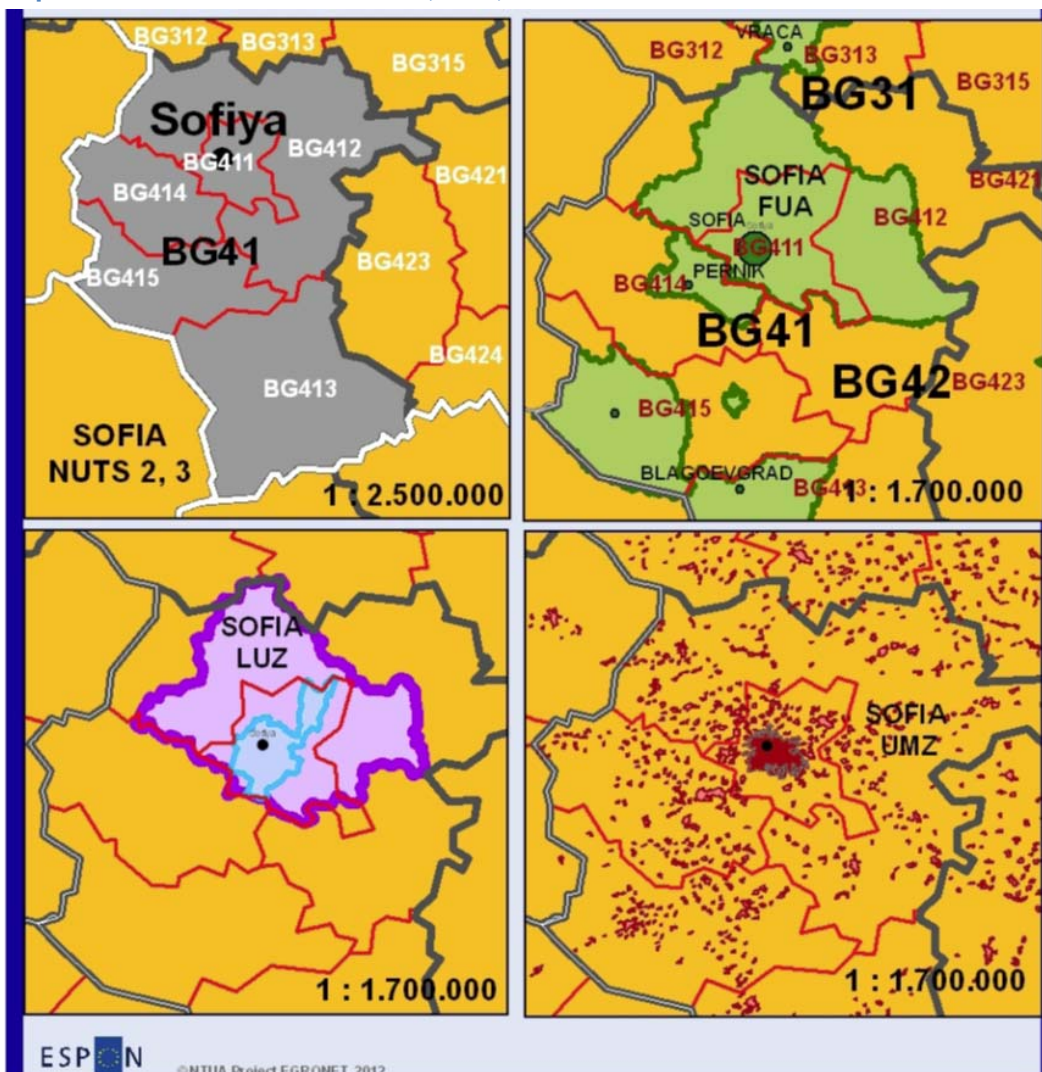 BG312
BG313
BG315
Sofiya
BG411
BG412
BG421
BG414
BG41
BG415
BG423
BG424
BG413
SOFIA
NUTS 2, 3
1 : 2.500.000
VRACA
BG312
BG313
BG31
BG315
BG421
SOFIA
FUA
BG412
SOFIA
BG411
PERNIK
BG414
BG41
BG42
BG423
BG415
BLAGOEVGRAD
BG413
1 : 1.700.000
SOFIA
LUZ
1 : 1.700.000
SOFIA
UMZ
1 : 1.700.000
ESPON
©NTUA Project EGRONET, 2012